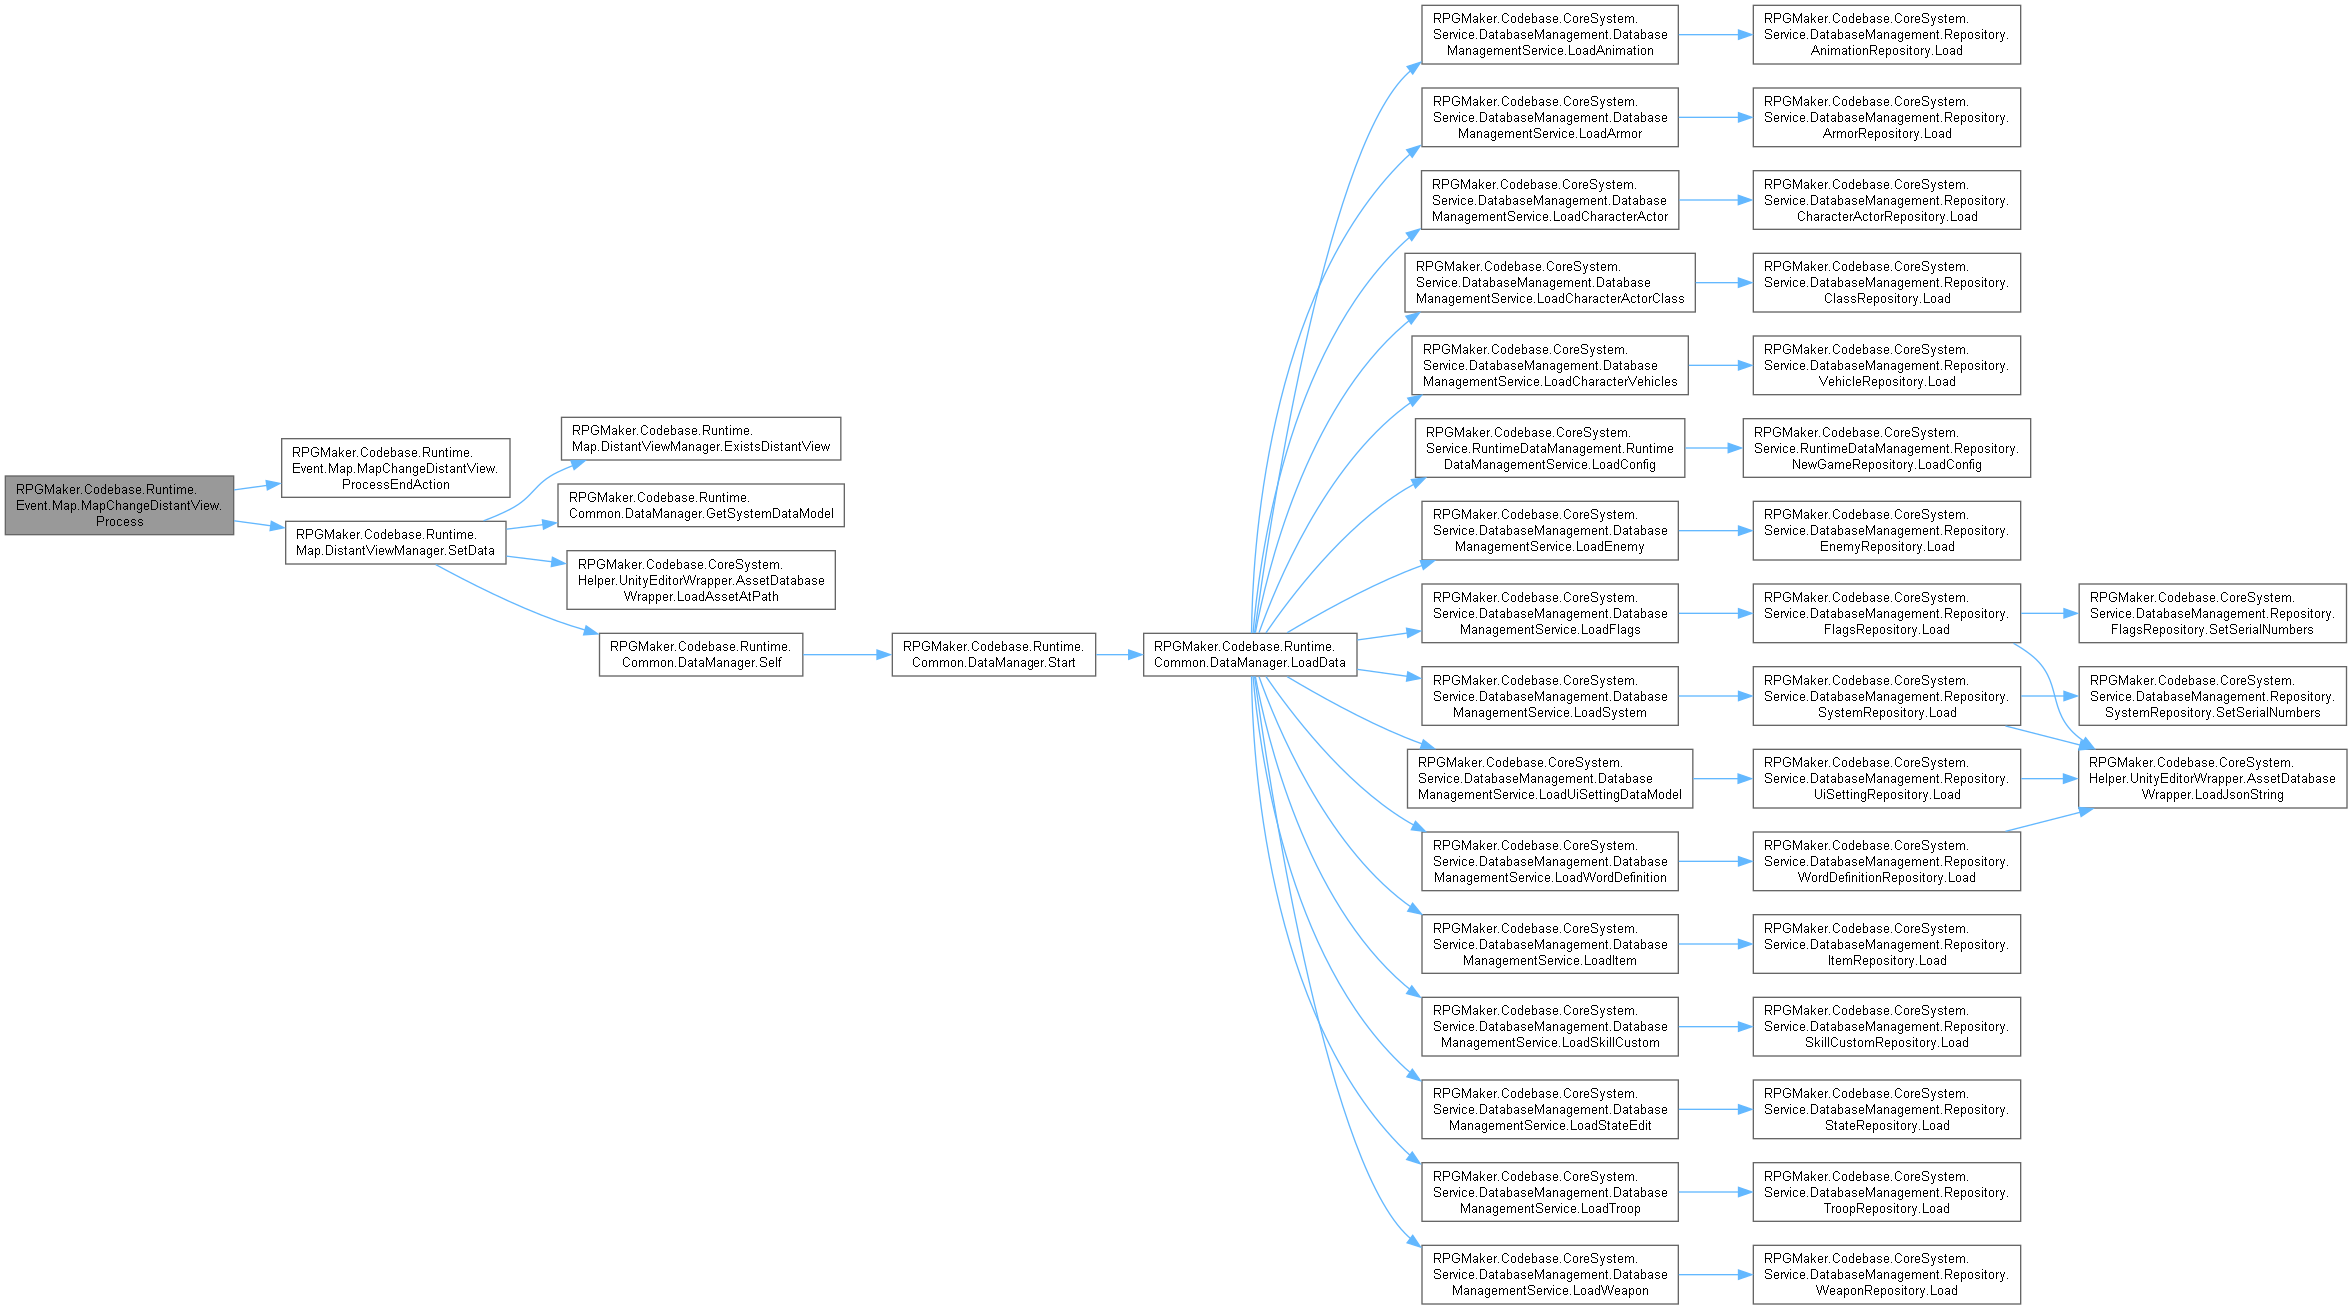 RPGMaker.Codebase.Runtime.
Event.Map.MapChangeDistantView.
Process
RPGMaker.Codebase.Runtime.
Event.Map.MapChangeDistantView.
ProcessEndAction
RPGMaker.Codebase.Runtime.
Map.DistantViewManager.SetData
RPGMaker.Codebase.Runtime.
Map.DistantViewManager.ExistsDistantView
RPGMaker.Codebase.Runtime.
Common.DataManager.GetSystemDataModel
RPGMaker.Codebase.CoreSystem.
Helper.UnityEditorWrapper.AssetDatabase
Wrapper.LoadAssetAtPath
RPGMaker.Codebase.Runtime.
Common.DataManager.Self
RPGMaker.Codebase.Runtime.
Common.DataManager.Start
RPGMaker.Codebase.Runtime.
Common.DataManager.LoadData
RPGMaker.Codebase.CoreSystem.
Service.DatabaseManagement.Database
ManagementService.LoadAnimation
RPGMaker.Codebase.CoreSystem.
Service.DatabaseManagement.Repository.
AnimationRepository.Load
RPGMaker.Codebase.CoreSystem.
Service.DatabaseManagement.Database
ManagementService.LoadArmor
RPGMaker.Codebase.CoreSystem.
Service.DatabaseManagement.Repository.
ArmorRepository.Load
RPGMaker.Codebase.CoreSystem.
Service.DatabaseManagement.Database
ManagementService.LoadCharacterActor
RPGMaker.Codebase.CoreSystem.
Service.DatabaseManagement.Repository.
CharacterActorRepository.Load
RPGMaker.Codebase.CoreSystem.
Service.DatabaseManagement.Database
ManagementService.LoadCharacterActorClass
RPGMaker.Codebase.CoreSystem.
Service.DatabaseManagement.Repository.
ClassRepository.Load
RPGMaker.Codebase.CoreSystem.
Service.DatabaseManagement.Database
ManagementService.LoadCharacterVehicles
RPGMaker.Codebase.CoreSystem.
Service.DatabaseManagement.Repository.
VehicleRepository.Load
RPGMaker.Codebase.CoreSystem.
Service.RuntimeDataManagement.Runtime
DataManagementService.LoadConfig
RPGMaker.Codebase.CoreSystem.
Service.RuntimeDataManagement.Repository.
NewGameRepository.LoadConfig
RPGMaker.Codebase.CoreSystem.
Service.DatabaseManagement.Database
ManagementService.LoadEnemy
RPGMaker.Codebase.CoreSystem.
Service.DatabaseManagement.Repository.
EnemyRepository.Load
RPGMaker.Codebase.CoreSystem.
Service.DatabaseManagement.Database
ManagementService.LoadFlags
RPGMaker.Codebase.CoreSystem.
Service.DatabaseManagement.Repository.
FlagsRepository.Load
RPGMaker.Codebase.CoreSystem.
Service.DatabaseManagement.Repository.
FlagsRepository.SetSerialNumbers
RPGMaker.Codebase.CoreSystem.
Service.DatabaseManagement.Database
ManagementService.LoadSystem
RPGMaker.Codebase.CoreSystem.
Service.DatabaseManagement.Repository.
SystemRepository.Load
RPGMaker.Codebase.CoreSystem.
Service.DatabaseManagement.Repository.
SystemRepository.SetSerialNumbers
RPGMaker.Codebase.CoreSystem.
Service.DatabaseManagement.Database
ManagementService.LoadUiSettingDataModel
RPGMaker.Codebase.CoreSystem.
Service.DatabaseManagement.Repository.
UiSettingRepository.Load
RPGMaker.Codebase.CoreSystem.
Helper.UnityEditorWrapper.AssetDatabase
Wrapper.LoadJsonString
RPGMaker.Codebase.CoreSystem.
Service.DatabaseManagement.Database
ManagementService.LoadWordDefinition
RPGMaker.Codebase.CoreSystem.
Service.DatabaseManagement.Repository.
WordDefinitionRepository.Load
RPGMaker.Codebase.CoreSystem.
Service.DatabaseManagement.Database
ManagementService.LoadItem
RPGMaker.Codebase.CoreSystem.
Service.DatabaseManagement.Repository.
ItemRepository.Load
RPGMaker.Codebase.CoreSystem.
Service.DatabaseManagement.Database
ManagementService.LoadSkillCustom
RPGMaker.Codebase.CoreSystem.
Service.DatabaseManagement.Repository.
SkillCustomRepository.Load
RPGMaker.Codebase.CoreSystem.
Service.DatabaseManagement.Database
ManagementService.LoadStateEdit
RPGMaker.Codebase.CoreSystem.
Service.DatabaseManagement.Repository.
StateRepository.Load
RPGMaker.Codebase.CoreSystem.
Service.DatabaseManagement.Database
ManagementService.LoadTroop
RPGMaker.Codebase.CoreSystem.
Service.DatabaseManagement.Repository.
TroopRepository.Load
RPGMaker.Codebase.CoreSystem.
Service.DatabaseManagement.Database
ManagementService.LoadWeapon
RPGMaker.Codebase.CoreSystem.
Service.DatabaseManagement.Repository.
WeaponRepository.Load